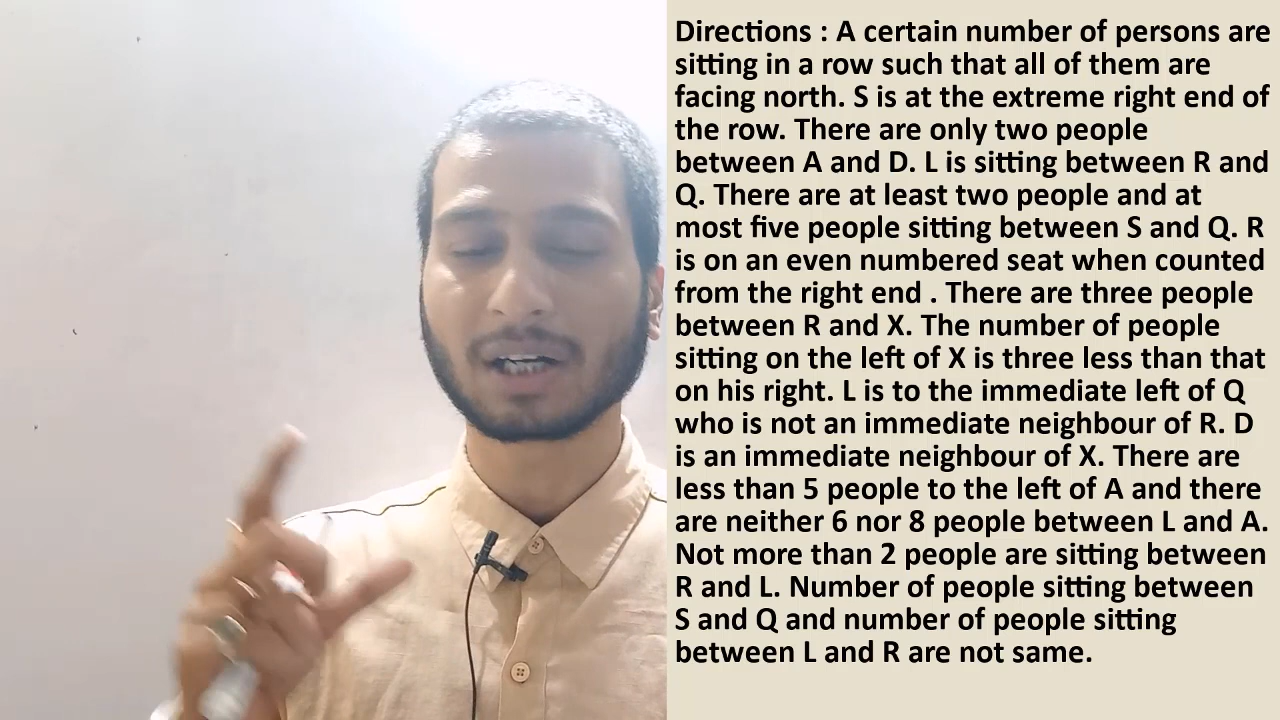 Directions : A certain number of persons are
sitting in a row such that all of them are
facing north. S is at the extreme right end of
the row. There are only two people
between A and D. L is sitting between R and
Q. There are at least two people and at
most five people sitting between S and Q. R
is on an even numbered seat when counted
from the right end . There are three people
between R and X. The number of people
sitting on the left of X is three less than that
on his right. L is to the immediate left of Q
who is not an immediate neighbour of R. D
is an immediate neighbour of X. There are
less than 5 people to the left of A and there
are neither 6 nor 8 people between L and A.
Not more than 2 people are sitting between
R and L. Number of people sitting between
S and Q and number of people sitting
between L and R are not same.